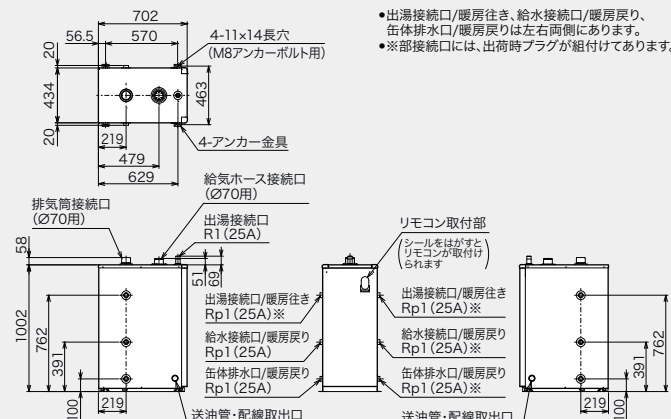 702
56.5
570
4-11×14長穴
(M8アンカーボルト用)
20
434
20
463
219
479
629
4-アンカー金具
●出湯接続口/暖房往き、給水接続口/暖房戻り、
缶体排水口/暖房戻りは左右両側にあります。
●※部接続口には、出荷時プラグが組付けてあります。
給気ホース接続口
(Ø70用)
排気筒接続口
(Ø70用)
出湯接続口
R1(25A)
58
51
69
1002
762
391
100
219
リモコン取付部
(シールをはがすと
リモコンが取付け
られます)
出湯接続口/暖房往き
Rp1(25A)※
給水接続口/暖房戻り
Rp1(25A)
缶体排水口/暖房戻り
Rp1(25A)
送油管・配線取出口
出湯接続口/暖房往き
Rp1(25A)※
給水接続口/暖房戻り
Rp1(25A)※
缶体排水口/暖房戻り
Rp1(25A)※
送油管・配線取出口
762
391
219